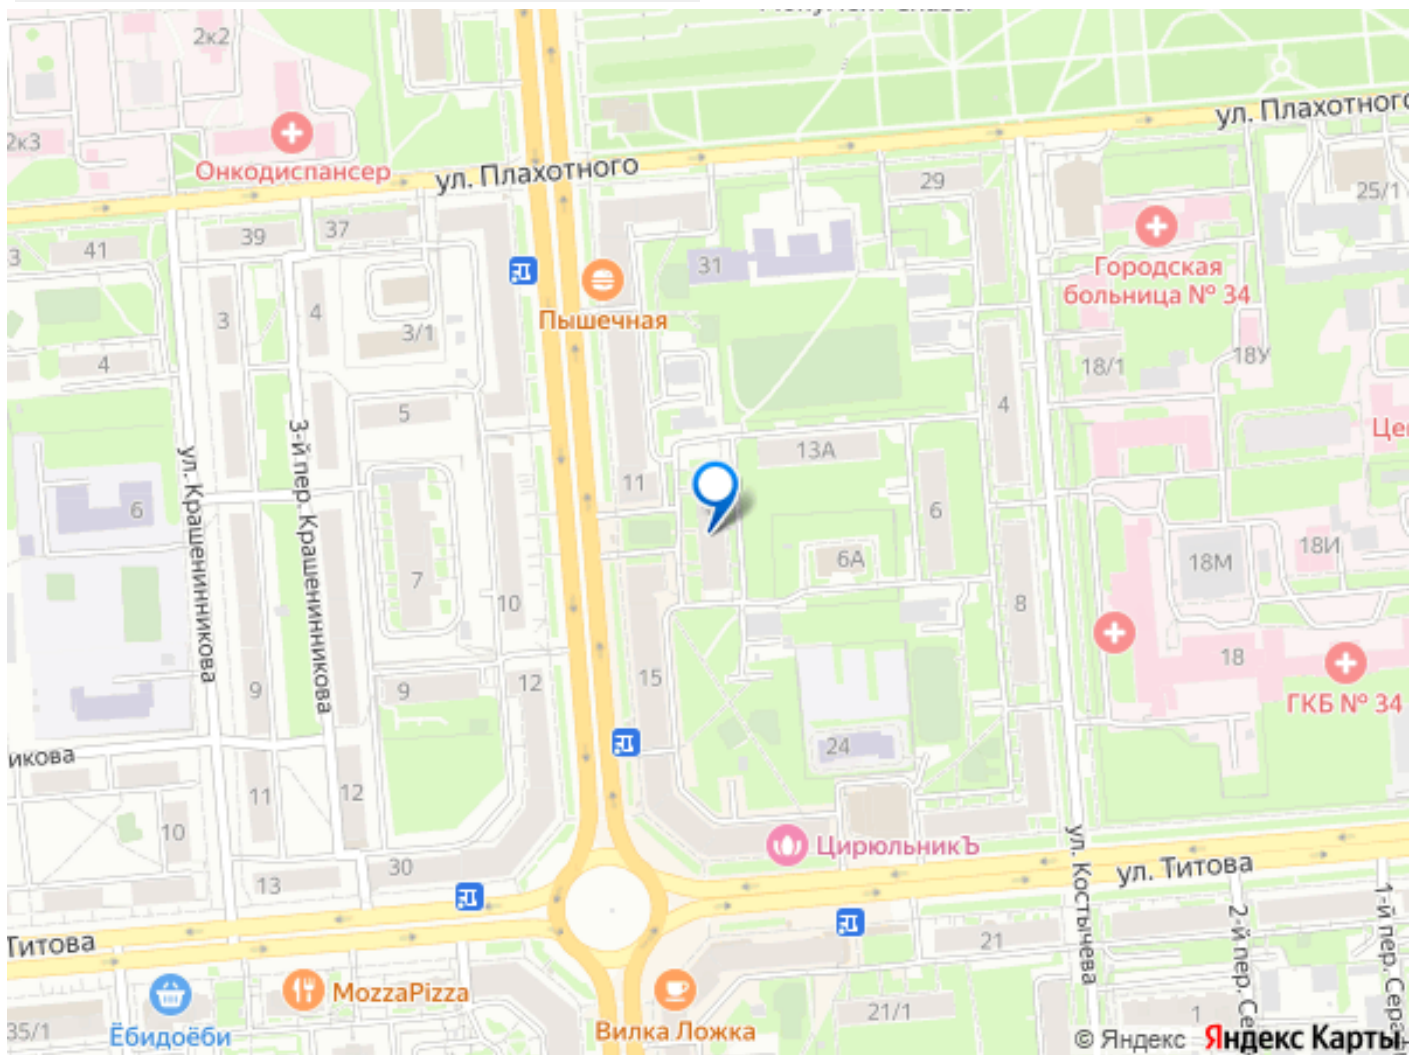 2к2
2к3
Онкодиспансер
ул. Плахотного
ул. Плахотного
29
25/1
41
39
37
3
31
Городская
больница № 34
Пышечная
3
4
3/1
4
18/1
18У
5
4
3-й пер. Крашенинникова
ул. Крашенинникова
13А
11
6
6
6А
18М
18И
7
10
8
18
ГКБ № 34
9
9
12
15
24
11
12
10
ЦирюльникЪ
ул. Костычева
ул. Титова
30
13
Титова
21
2-й пер. Се
1-й пер. Сера
MozzaPizza
Вилка Ложка
21/1
1
35/1
Ёбидоёби
© Яндекс Яндекс Карты